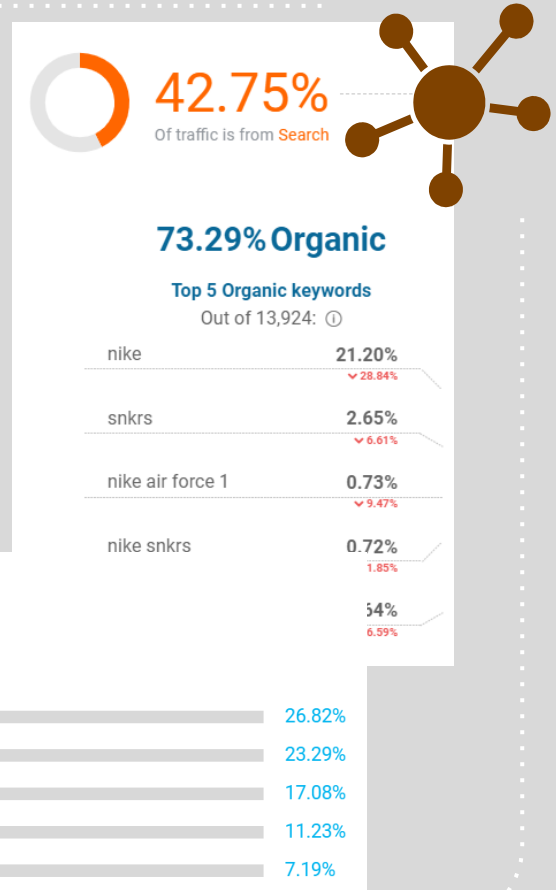 42.75%
Of traffic is from Search
73.29% Organic
Top 5 Organic keywords
Out of 13,924:
nike 21.20%
28.84%
snkrs 2.65%
6.61%
nike air force 1 0.73%
9.47%
nike snkrs 0.72%
1.85%
64%
6.59%
26.82%
23.29%
17.08%
11.23%
7.19%